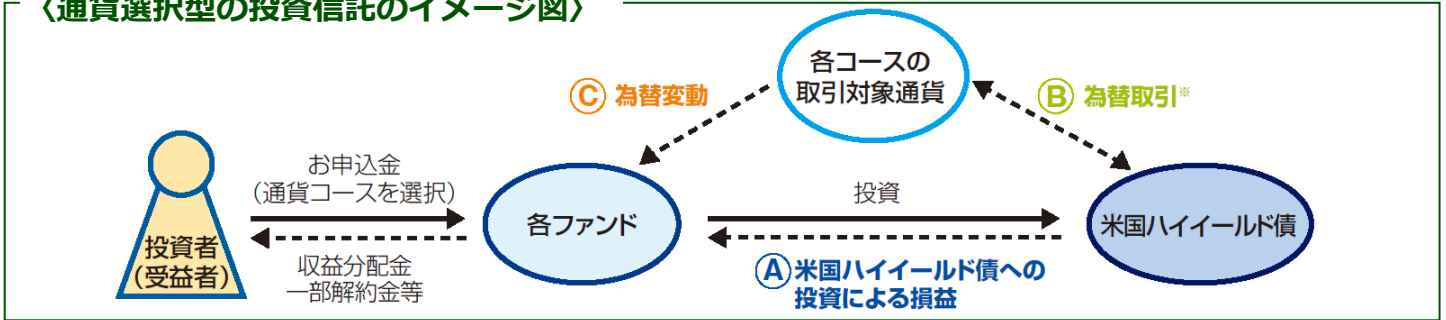 〈通貨選択型の投資信託のイメージ図〉
各コースの
取引対象通貨
Ⓒ 為替変動
Ⓑ 為替取引※
お申込金
(通貨コースを選択)
投資者
(受益者)
収益分配金
一部解約金等
各ファンド
投資
米国ハイイールド債
Ⓐ米国ハイイールド債への
投資による損益